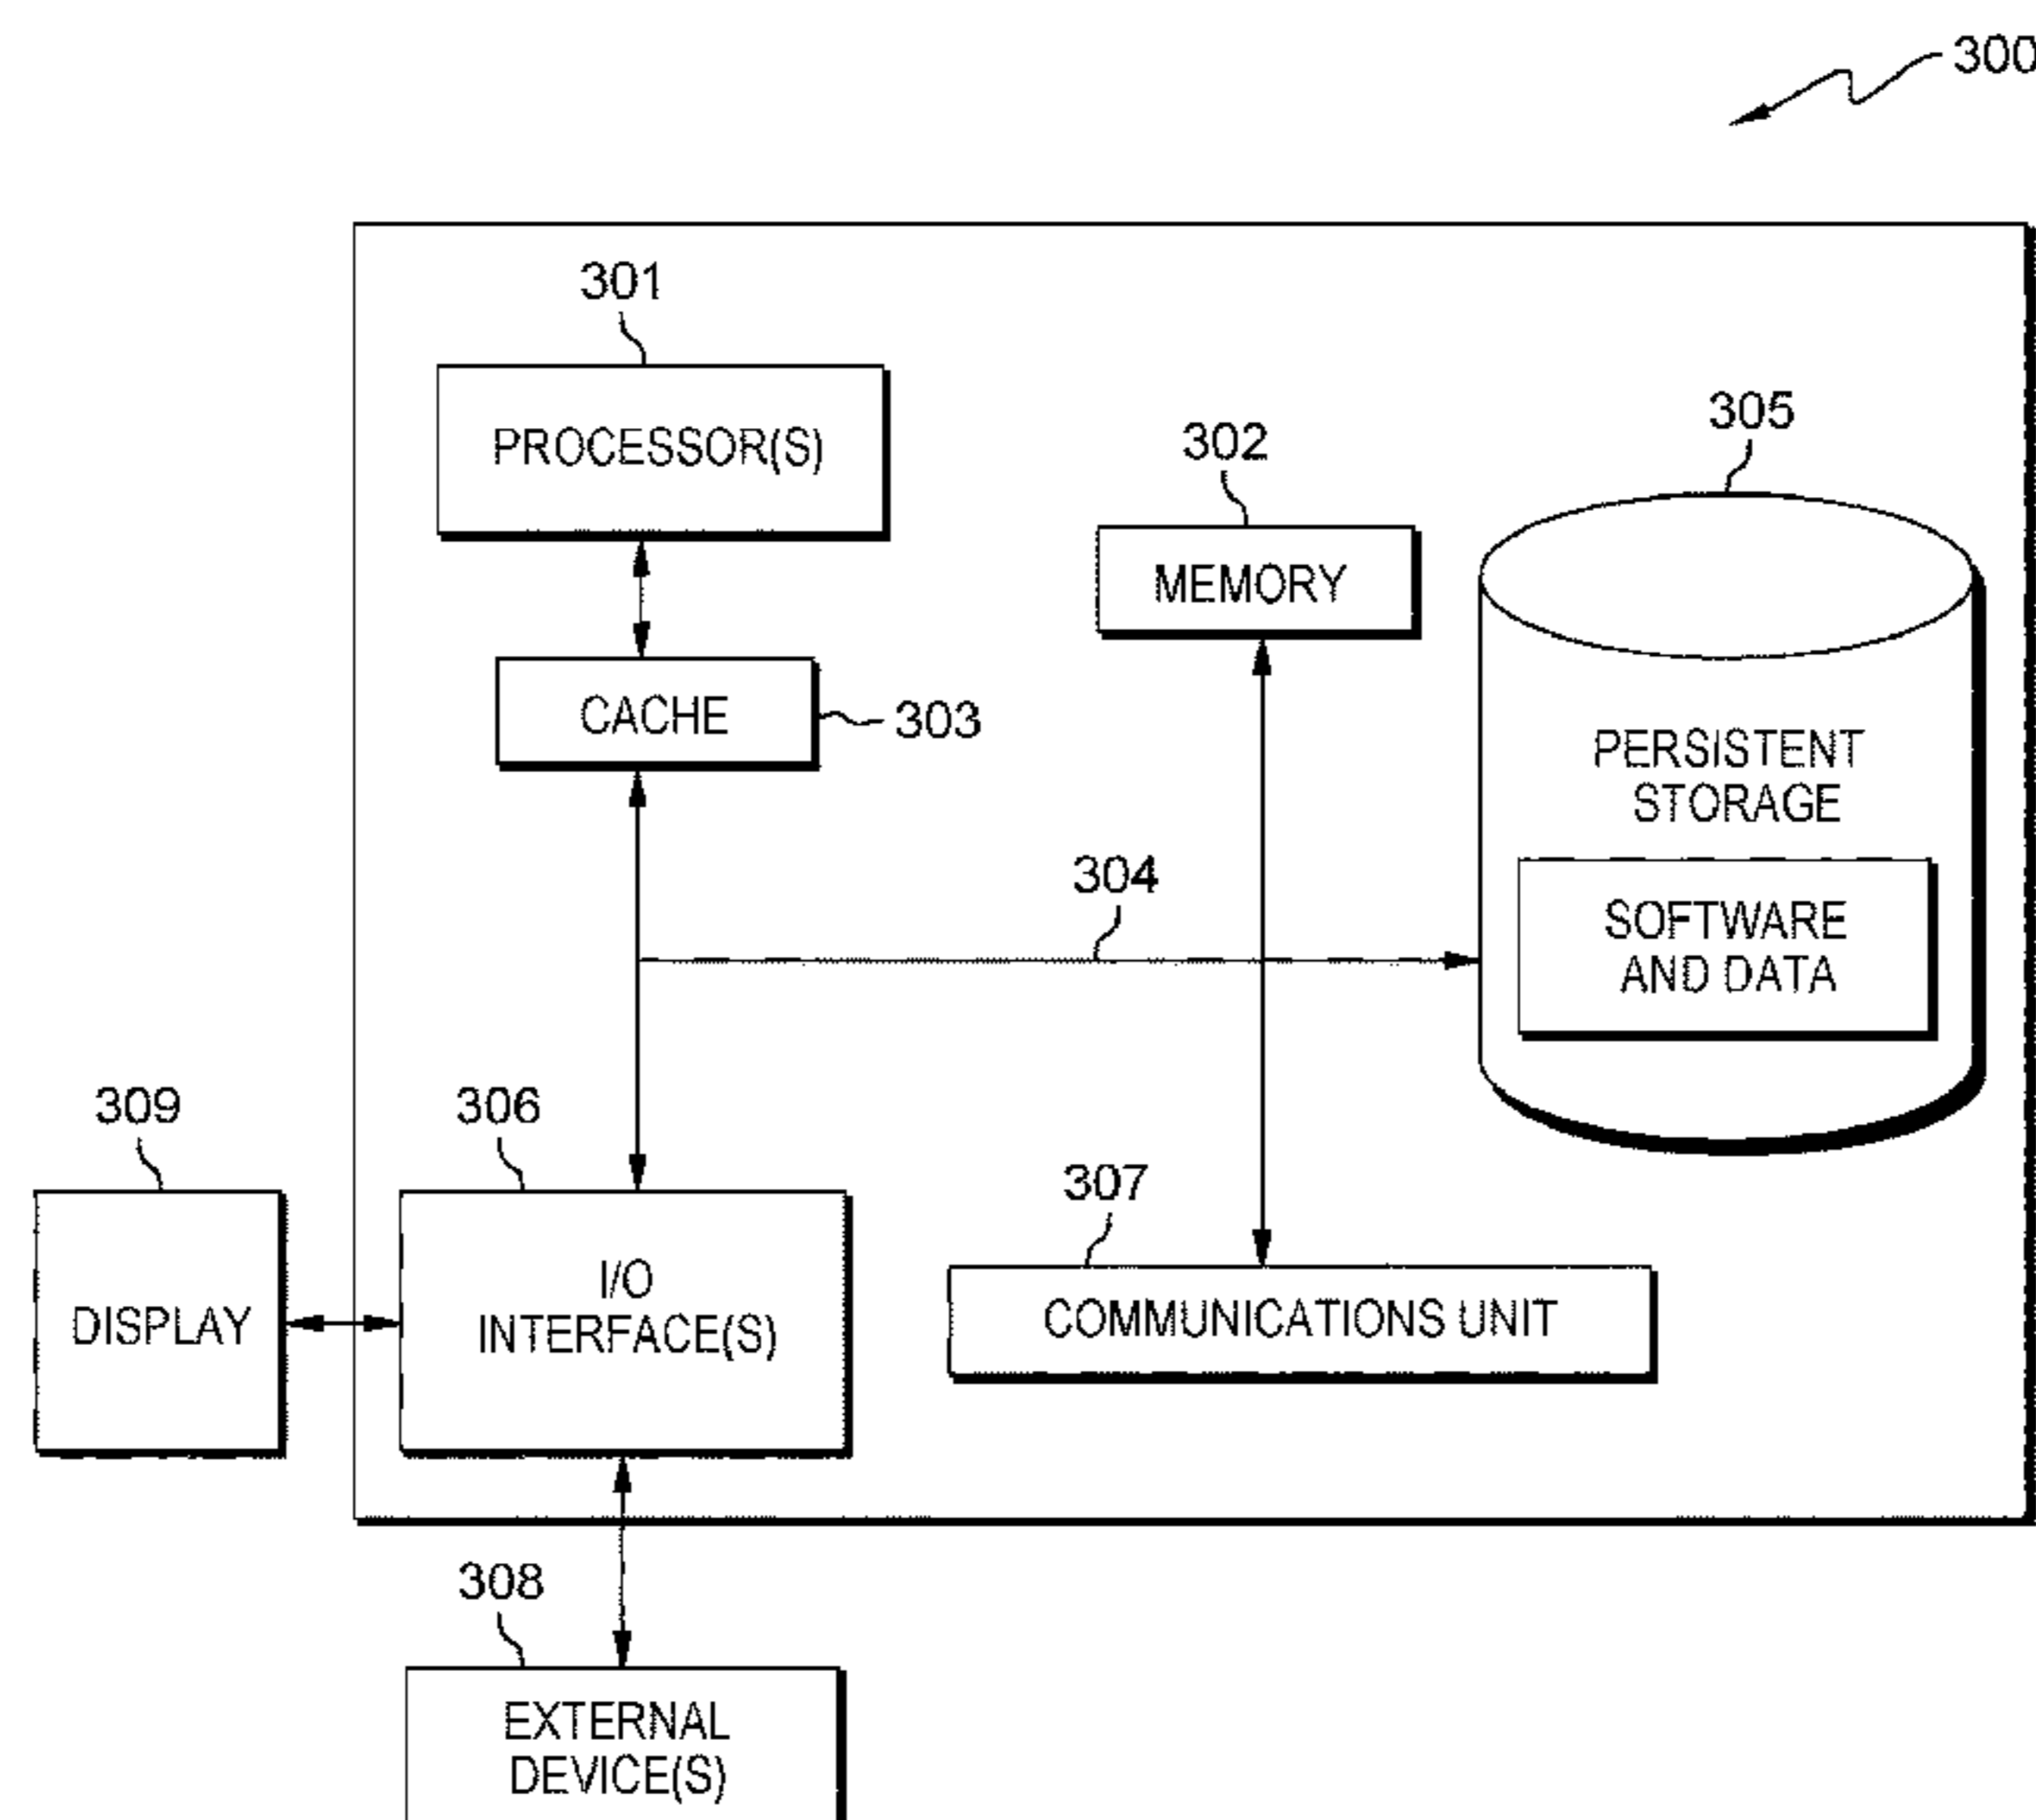 300
301
PROCESSOR(S)
302
MEMORY
305
CACHE
303
PERSISTENT
STORAGE
304
SOFTWARE
AND DATA
309
306
DISPLAY
I/O
INTERFACE(S)
307
COMMUNICATIONS UNIT
308
EXTERNAL
DEVICE(S)